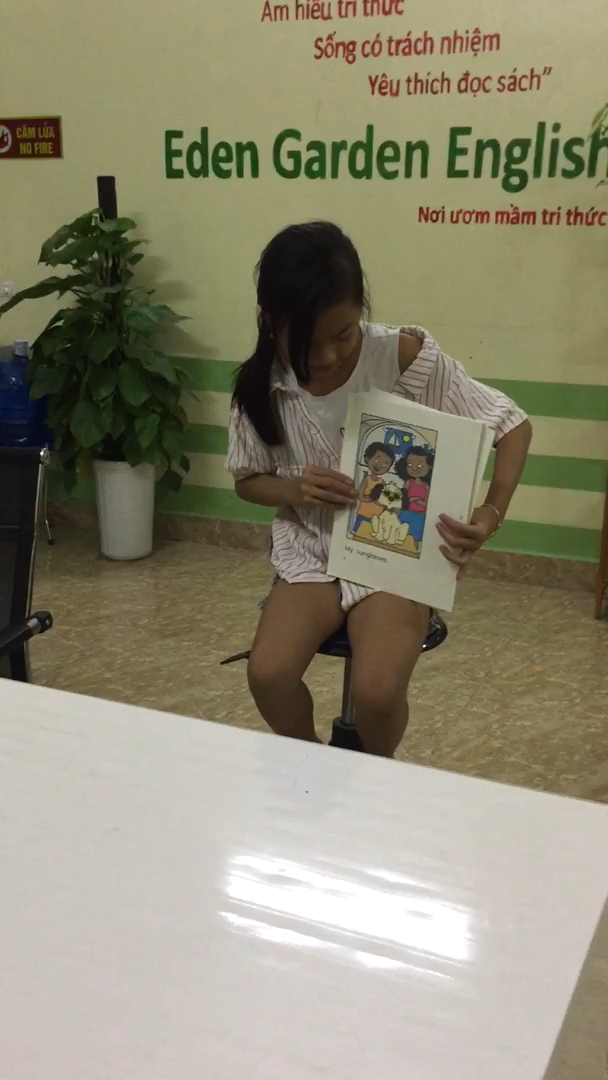 Am hiểu tri thức
Sống có trách nhiệm
Yêu thích đọc sách”
CẤM LỬA
NO FIRE
Eden Garden English
Nơi ươm mầm tri thức
My sunglasses